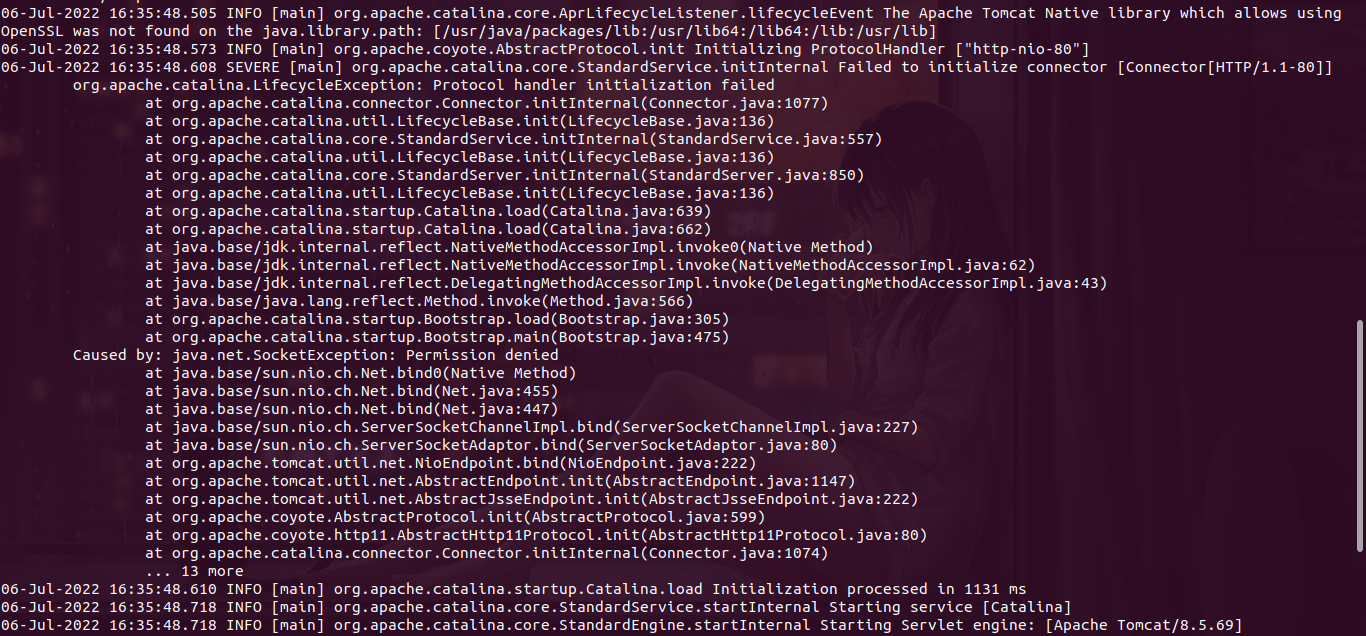 06-Jul-2022 16:35:48.505 INFO [main] org.apache.catalina.core.AprLifecycleListener.lifecycleEvent The Apache Tomcat Native library which allows using
OpenSSL was not found on the java.library.path: [/usr/java/packages/lib:/usr/lib64:/lib64:/lib:/usr/lib]
06-Jul-2022 16:35:48.573 INFO [main] org.apache.coyote.AbstractProtocol.init Initializing ProtocolHandler ["http-nio-80"]
06-Jul-2022 16:35:48.608 SEVERE [main] org.apache.catalina.core.StandardService.initInternal Failed to initialize connector [Connector[HTTP/1.1-80]]
org.apache.catalina.LifecycleException: Protocol handler initialization failed
at org.apache.catalina.connector.Connector.initInternal(Connector.java:1077)
at org.apache.catalina.util.LifecycleBase.init(LifecycleBase.java:136)
at org.apache.catalina.core.StandardService.initInternal(StandardService.java:557)
at org.apache.catalina.util.LifecycleBase.init(LifecycleBase.java:136)
at org.apache.catalina.core.StandardServer.initInternal(StandardServer.java:850)
at org.apache.catalina.util.LifecycleBase.init(LifecycleBase.java:136)
at org.apache.catalina.startup.Catalina.load(Catalina.java:639)
at org.apache.catalina.startup.Catalina.load(Catalina.java:662)
at java.base/jdk.internal.reflect.NativeMethodAccessorImpl.invoke0(Native Method)
at java.base/jdk.internal.reflect.NativeMethodAccessorImpl.invoke(NativeMethodAccessorImpl.java:62)
at java.base/jdk.internal.reflect.DelegatingMethodAccessorImpl.invoke(DelegatingMethodAccessorImpl.java:43)
at java.base/java.lang.reflect.Method.invoke(Method.java:566)
at org.apache.catalina.startup.Bootstrap.load(Bootstrap.java:305)
at org.apache.catalina.startup.Bootstrap.main(Bootstrap.java:475)
Caused by: java.net.SocketException: Permission denied
at java.base/sun.nio.ch.Net.bind0(Native Method)
at java.base/sun.nio.ch.Net.bind(Net.java:455)
at java.base/sun.nio.ch.Net.bind(Net.java:447)
at java.base/sun.nio.ch.ServerSocketChannelImpl.bind(ServerSocketChannelImpl.java:227)
at java.base/sun.nio.ch.ServerSocketAdaptor.bind(ServerSocketAdaptor.java:80)
at org.apache.tomcat.util.net.NioEndpoint.bind(NioEndpoint.java:222)
at org.apache.tomcat.util.net.AbstractEndpoint.init(AbstractEndpoint.java:1147)
at org.apache.tomcat.util.net.AbstractJsseEndpoint.init(AbstractJsseEndpoint.java:222)
at org.apache.coyote.AbstractProtocol.init(AbstractProtocol.java:599)
at org.apache.coyote.http11.AbstractHttp11Protocol.init(AbstractHttp11Protocol.java:80)
at org.apache.catalina.connector.Connector.initInternal(Connector.java:1074)
... 13 more
06-Jul-2022 16:35:48.610 INFO [main] org.apache.catalina.startup.Catalina.load Initialization processed in 1131 ms
06-Jul-2022 16:35:48.718 INFO [main] org.apache.catalina.core.StandardService.startInternal Starting service [Catalina]
06-Jul-2022 16:35:48.718 INFO [main] org.apache.catalina.core.StandardEngine.startInternal Starting Servlet engine: [Apache Tomcat/8.5.69]